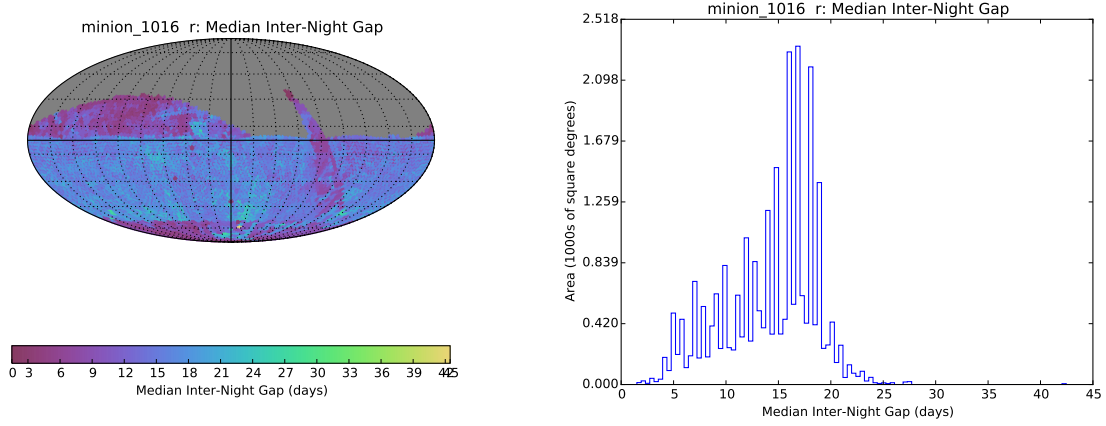 minion_1016 r: Median Inter-Night Gap
0 3 6 9 12 15 18 21 24 27 30 33 36 39 42
Median Inter-Night Gap (days)
minion_1016 r: Median Inter-Night Gap
2.518
2.098
1.679
1.259
0.839
0.420
0.000
Area (1000s of square degrees)
0 5 10 15 20 25 30 35 40 45
Median Inter-Night Gap (days)